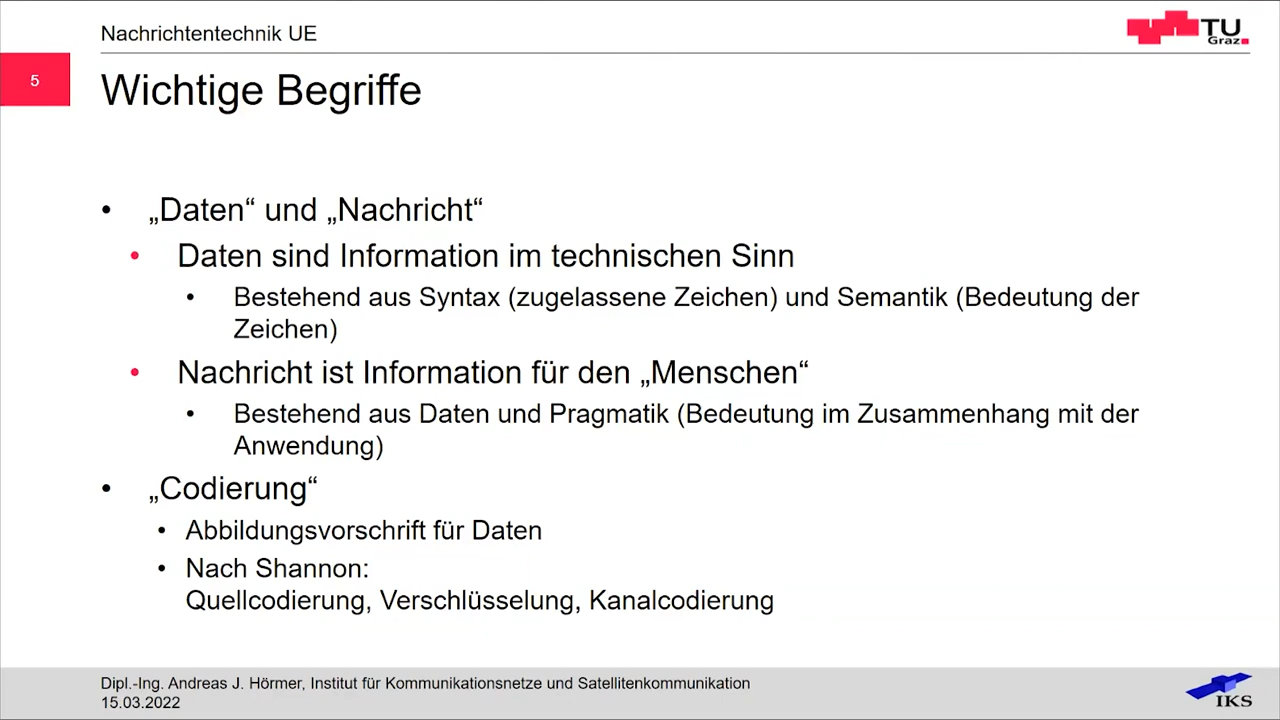 Nachrichtentechnik UE
TU
Graz
5
Wichtige Begriffe
• „Daten“ und „Nachricht“
• Daten sind Information im technischen Sinn
• Bestehend aus Syntax (zugelassene Zeichen) und Semantik (Bedeutung der
Zeichen)
• Nachricht ist Information für den „Menschen“
• Bestehend aus Daten und Pragmatik (Bedeutung im Zusammenhang mit der
Anwendung)
• „Codierung“
• Abbildungsvorschrift für Daten
• Nach Shannon:
Quellcodierung, Verschlüsselung, Kanalcodierung
Dipl.-Ing. Andreas J. Hörmer, Institut für Kommunikationsnetze und Satellitenkommunikation
15.03.2022
IKS